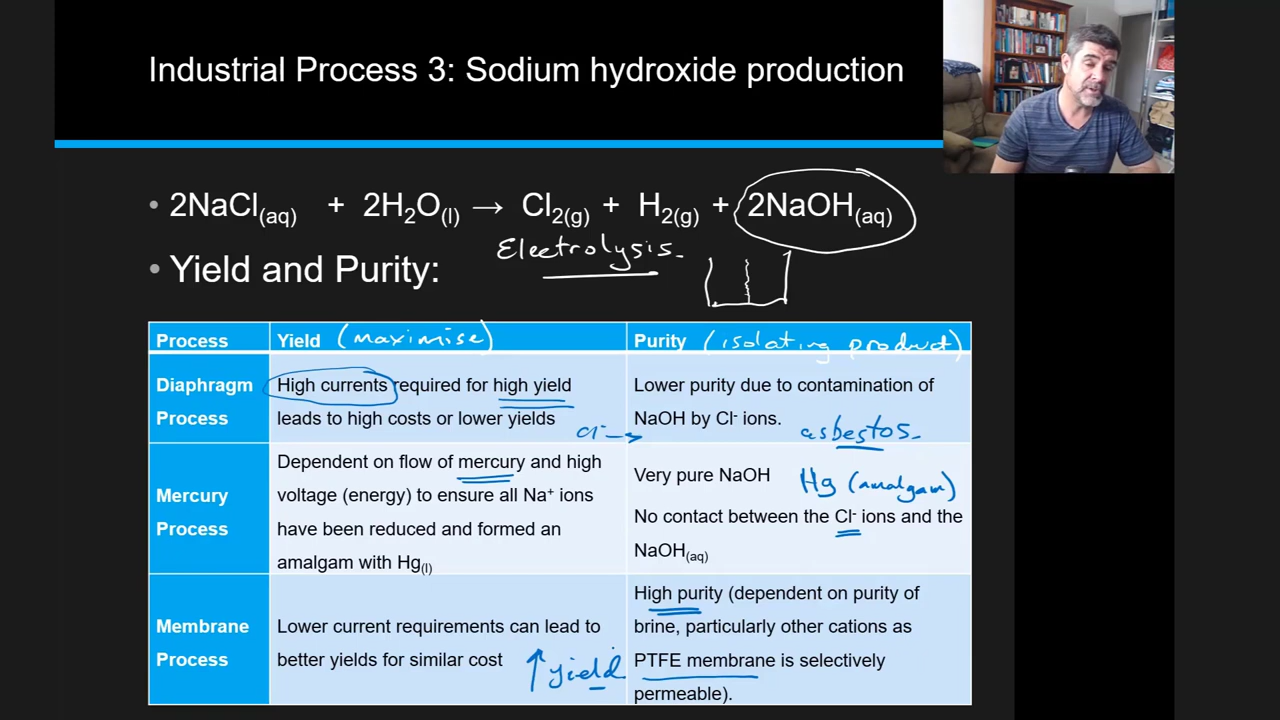 Industrial Process 3: Sodium hydroxide production
• 2NaCl(aq) + 2H2O(l) → Cl2(g) + H2(g) + 2NaOH(aq)
Electrolysis.
• Yield and Purity:
Process Yield (maximise) Purity (isolating product)
Diaphragm Process
High currents required for high yield
leads to high costs or lower yields
Cl- →
Lower purity due to contamination of
NaOH by Cl- ions.
asbestos.
Mercury Process
Dependent on flow of mercury and high
voltage (energy) to ensure all Na+ ions
have been reduced and formed an
amalgam with Hg(l)
Very pure NaOH
Hg (amalgam)
No contact between the Cl- ions and the
NaOH(aq)
Membrane Process
Lower current requirements can lead to
better yields for similar cost
↑ yield
High purity (dependent on purity of
brine, particularly other cations as
PTFE membrane is selectively
permeable).